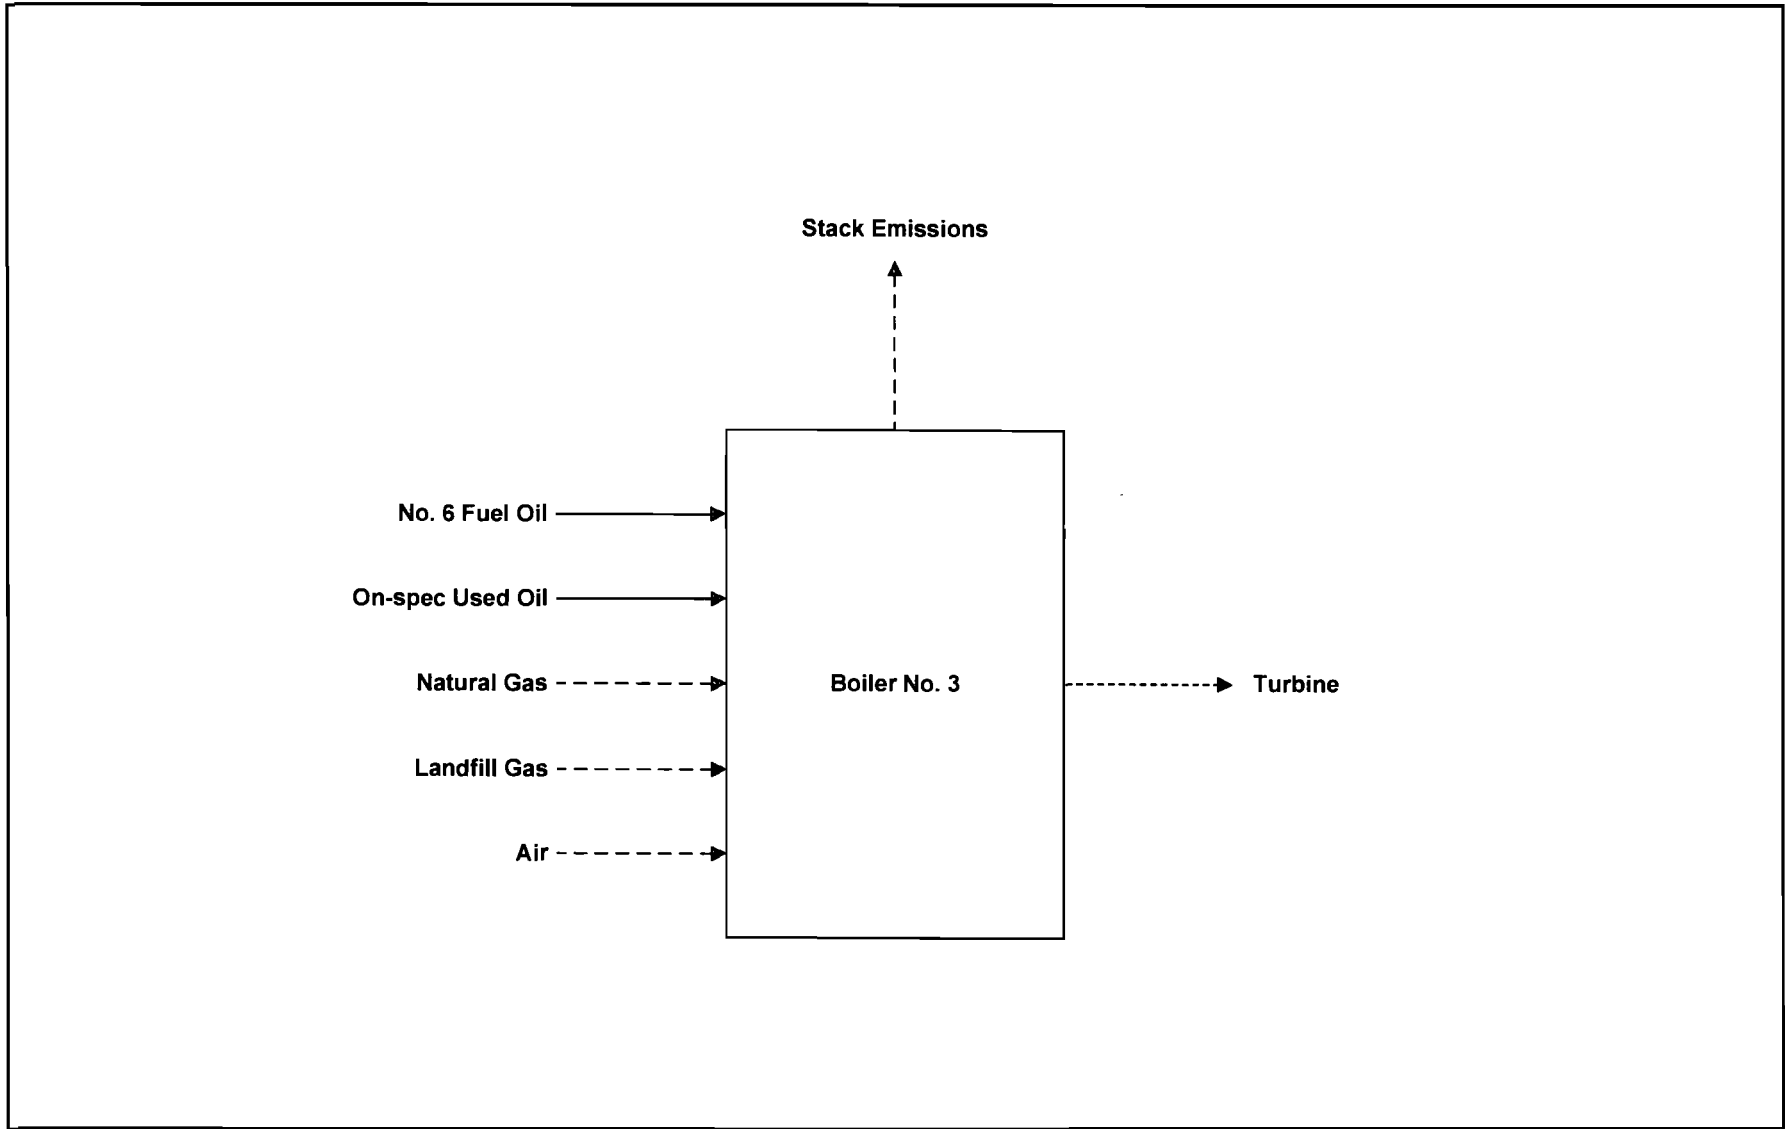 Stack Emissions
No. 6 Fuel Oil
On-spec Used Oil
Natural Gas
Boiler No. 3
Turbine
Landfill Gas
Air